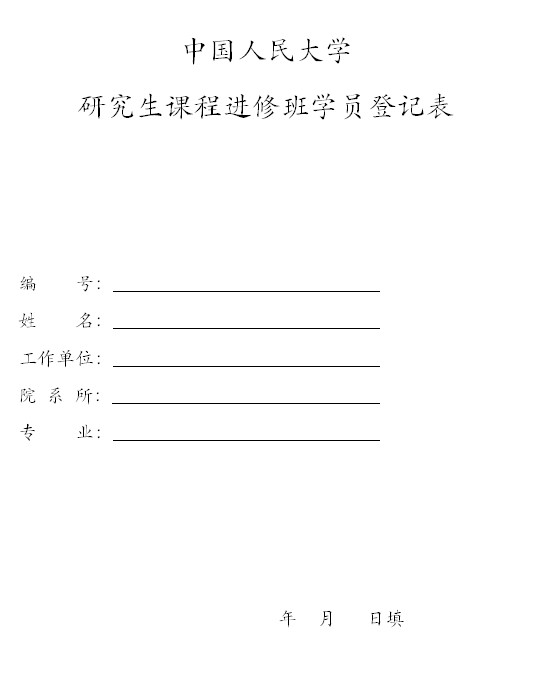 中国人民大学
研究生课程进修班学员登记表
编 号：
姓 名：
工作单位：
院 系 所：
专 业：
年 月 日填